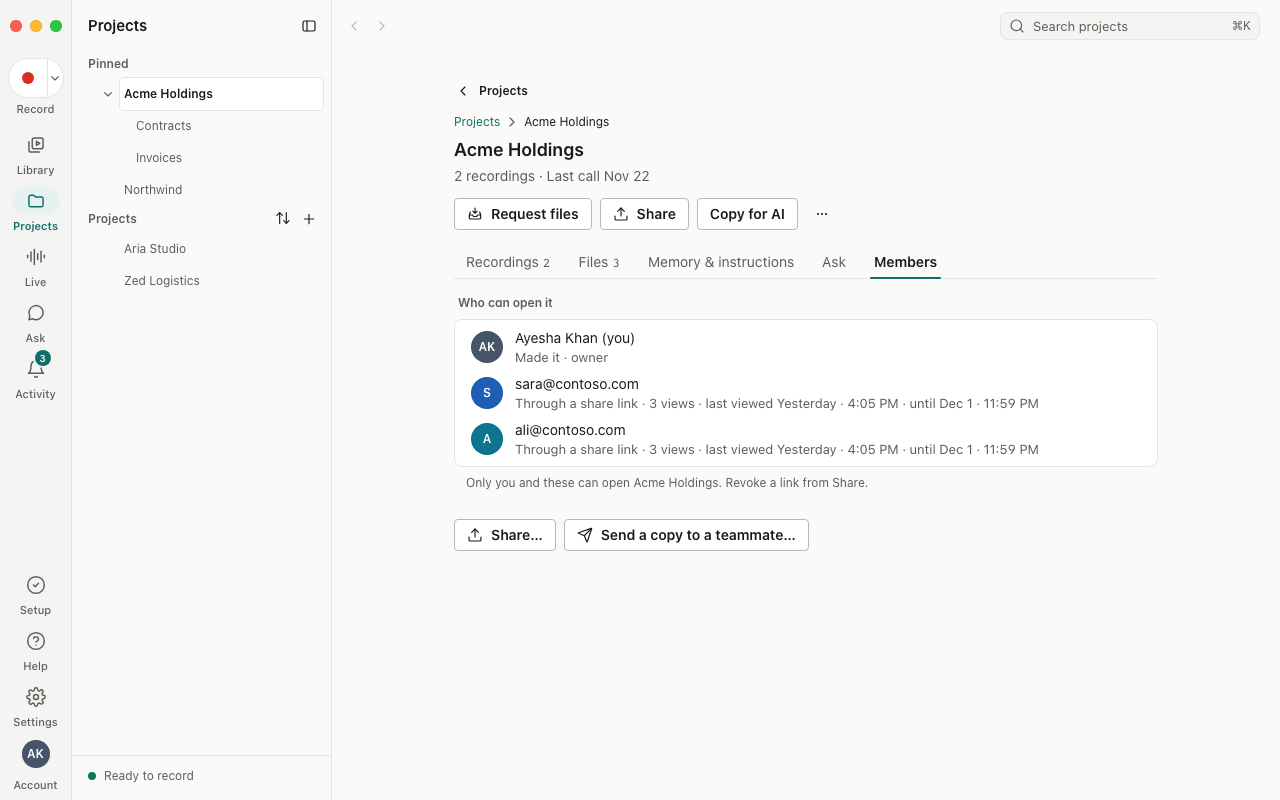 Projects
Search projects
⌘K
Record
Library
Projects
Live
Ask
3
Activity
Setup
Help
Settings
AK
Account
Pinned
Acme Holdings
Contracts
Invoices
Northwind
Projects
Aria Studio
Zed Logistics
Ready to record
Projects
Projects > Acme Holdings
Acme Holdings
2 recordings · Last call Nov 22
Request files
Share
Copy for AI
...
Recordings 2
Files 3
Memory & instructions
Ask
Members
Who can open it
AK
Ayesha Khan (you)
Made it · owner
S
sara@contoso.com
Through a share link · 3 views · last viewed Yesterday · 4:05 PM · until Dec 1 · 11:59 PM
A
ali@contoso.com
Through a share link · 3 views · last viewed Yesterday · 4:05 PM · until Dec 1 · 11:59 PM
Only you and these can open Acme Holdings. Revoke a link from Share.
Share...
Send a copy to a teammate...